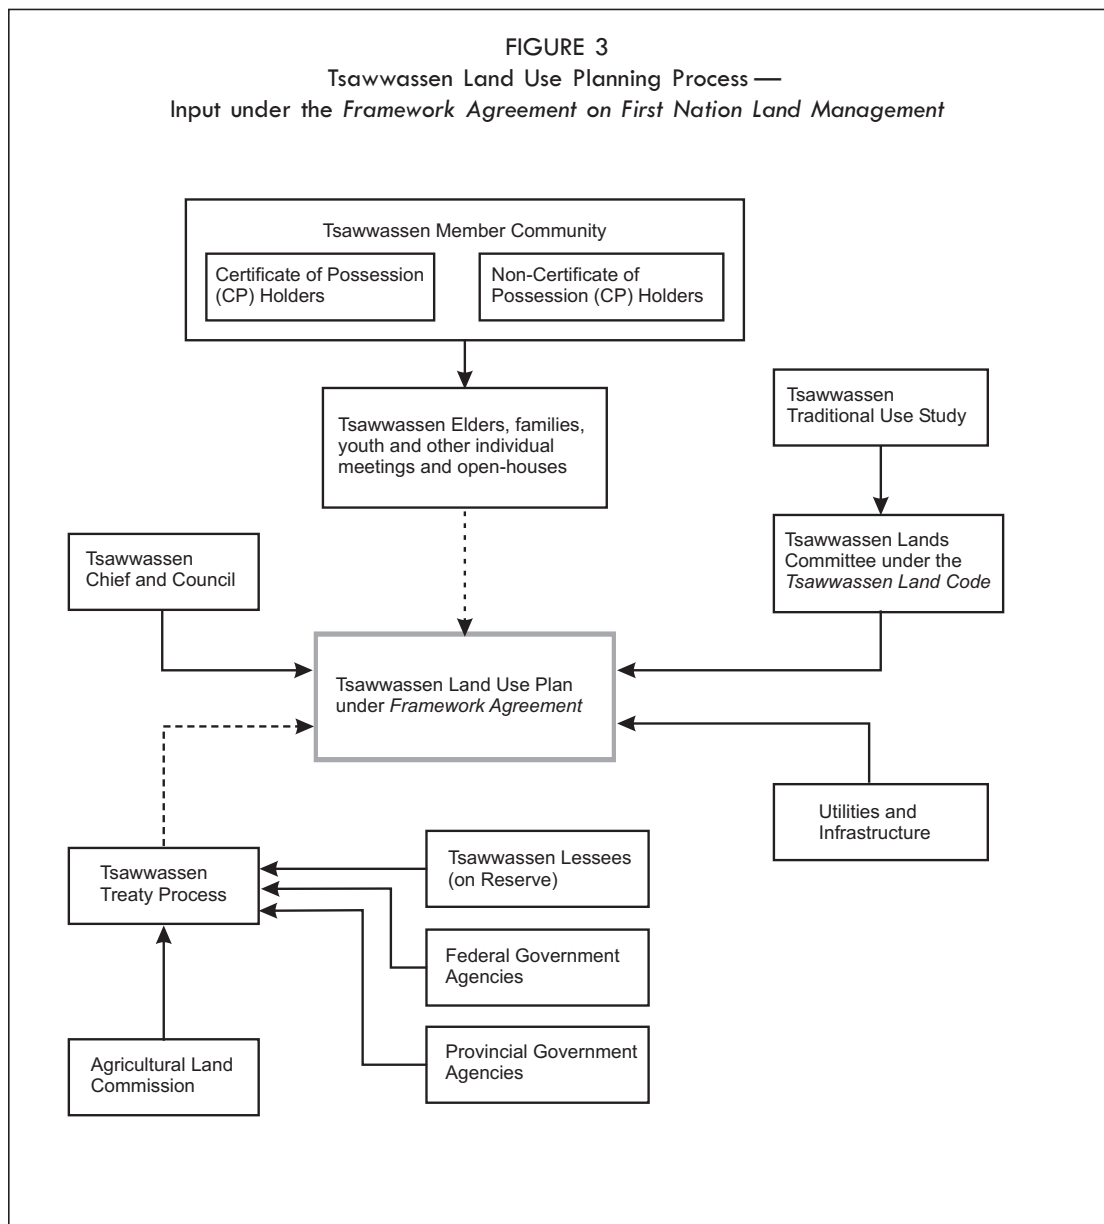 FIGURE 3
Tsawwassen Land Use Planning Process —
Input under the Framework Agreement on First Nation Land Management
Tsawwassen Member Community
Certificate of Possession
(CP) Holders
Non-Certificate of
Possession (CP) Holders
Tsawwassen Elders, families,
youth and other individual
meetings and open-houses
Tsawwassen
Traditional Use Study
Tsawwassen
Chief and Council
Tsawwassen Lands
Committee under the
Tsawwassen Land Code
Tsawwassen Land Use Plan
under Framework Agreement
Utilities and
Infrastructure
Tsawwassen
Treaty Process
Tsawwassen Lessees
(on Reserve)
Federal Government
Agencies
Provincial Government
Agencies
Agricultural Land
Commission